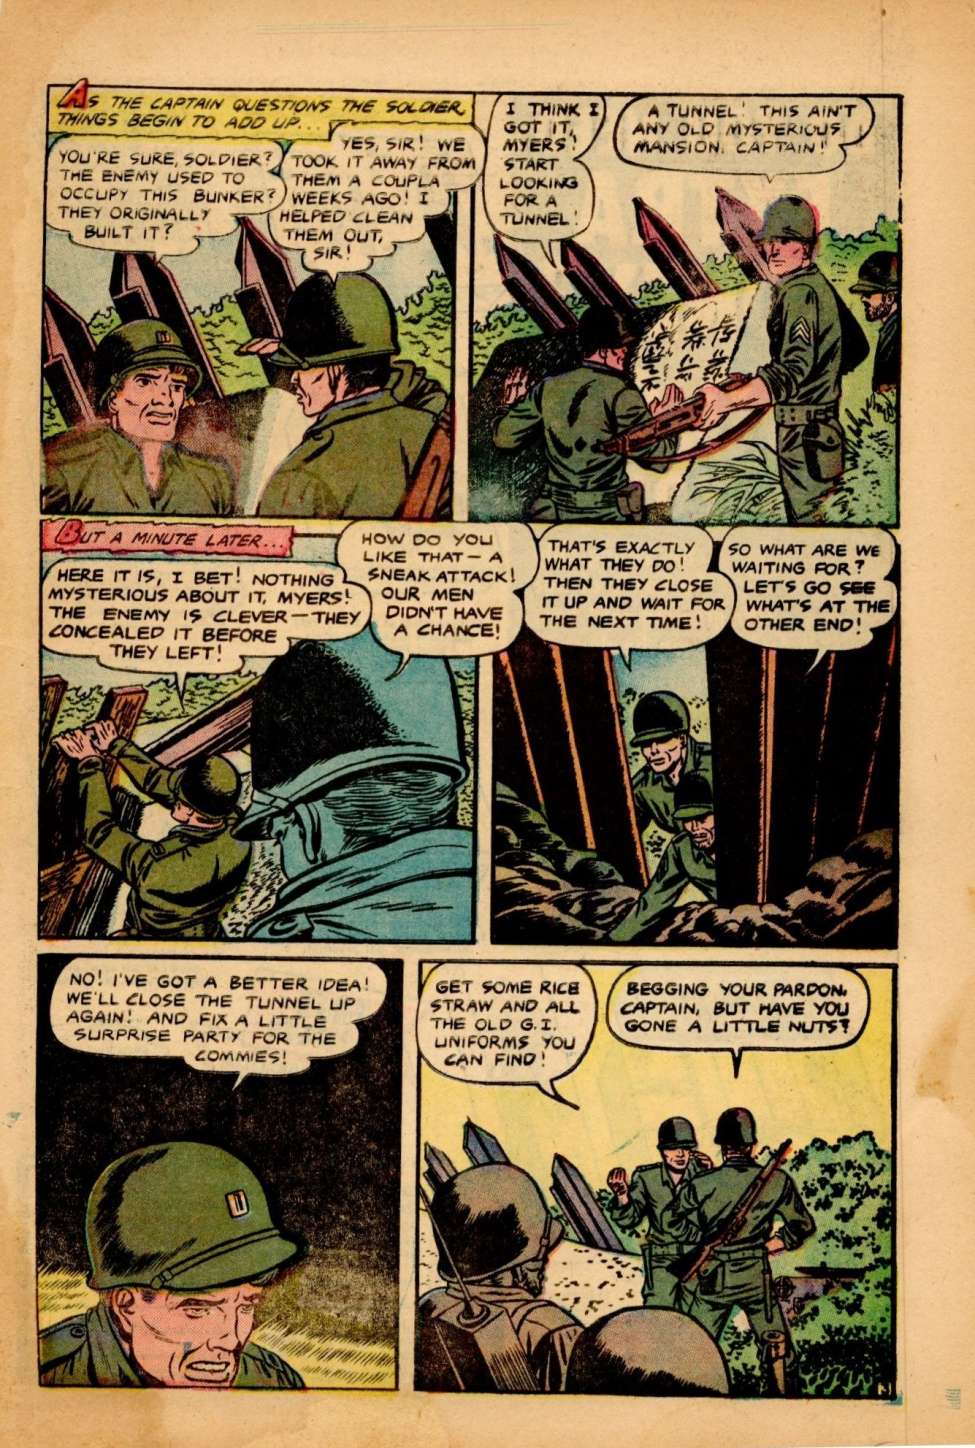 AS THE CAPTAIN QUESTIONS THE SOLDIER,
THINGS BEGIN TO ADD UP...
YOU'RE SURE, SOLDIER?
THE ENEMY USED TO
OCCUPY THIS BUNKER?
THEY ORIGINALLY
BUILT IT?
YES, SIR! WE
TOOK IT AWAY FROM
THEM A COUPLA
WEEKS AGO! I
HELPED CLEAN
THEM OUT,
SIR!
I THINK I
GOT IT,
MYERS!
START
LOOKING
FOR A
TUNNEL!
A TUNNEL! THIS AIN'T
ANY OLD MYSTERIOUS
MANSION, CAPTAIN!
BUT A MINUTE LATER...
HERE IT IS, I BET! NOTHING
MYSTERIOUS ABOUT IT, MYERS!
THE ENEMY IS CLEVER—THEY
CONCEALED IT BEFORE
THEY LEFT!
HOW DO YOU
LIKE THAT—A
SNEAK ATTACK!
OUR MEN
DIDN'T HAVE
A CHANCE!
THAT'S EXACTLY
WHAT THEY DO!
THEN THEY CLOSE
IT UP AND WAIT FOR
THE NEXT TIME!
SO WHAT ARE WE
WAITING FOR?
LET'S GO SEE
WHAT'S AT THE
OTHER END!
NO! I'VE GOT A BETTER IDEA!
WE'LL CLOSE THE TUNNEL UP
AGAIN! AND FIX A LITTLE
SURPRISE PARTY FOR THE
COMMIES!
GET SOME RICE
STRAW AND ALL
THE OLD G.I.
UNIFORMS YOU
CAN FIND!
BEGGING YOUR PARDON,
CAPTAIN, BUT HAVE YOU
GONE A LITTLE NUTS?